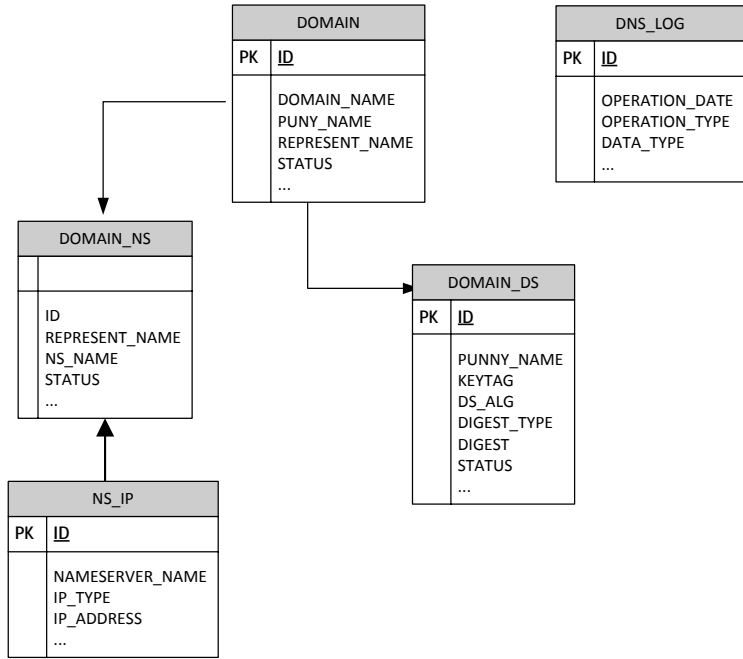 DOMAIN
PK ID
DOMAIN_NAME
PUNY_NAME
REPRESENT_NAME
STATUS
...
DNS_LOG
PK ID
OPERATION_DATE
OPERATION_TYPE
DATA_TYPE
...
DOMAIN_NS
ID
REPRESENT_NAME
NS_NAME
STATUS
...
DOMAIN_DS
PK ID
PUNNY_NAME
KEYTAG
DS_ALG
DIGEST_TYPE
DIGEST
STATUS
...
NS_IP
PK ID
NAMESERVER_NAME
IP_TYPE
IP_ADDRESS
...